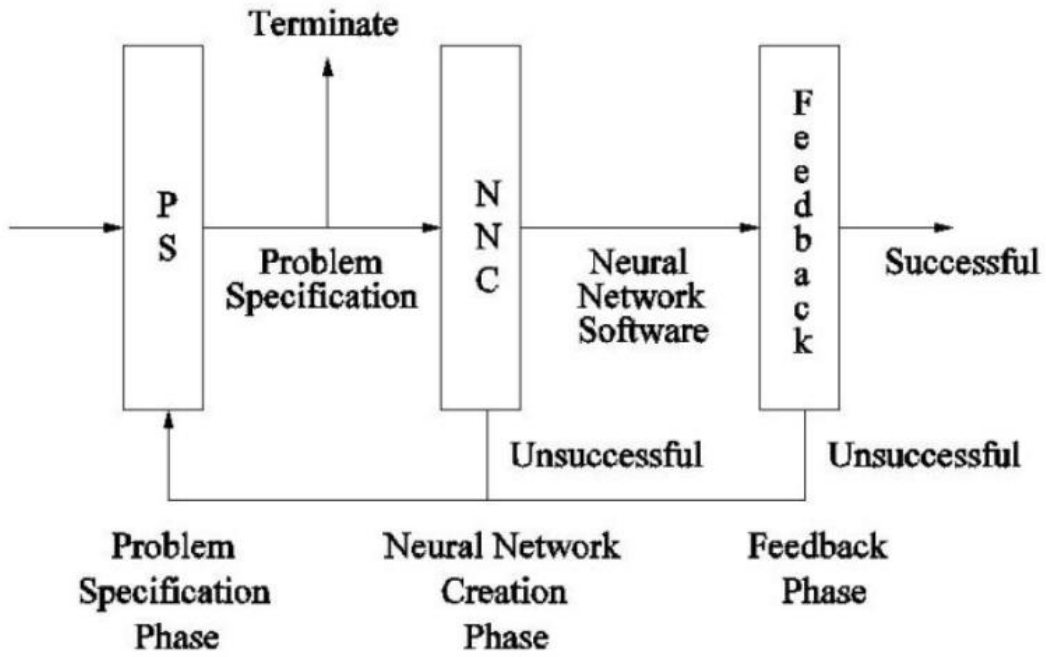 Terminate
P
S
Problem
Specification
N
N
C
Neural
Network
Software
F
e
e
d
b
a
c
k
Successful
Unsuccessful
Unsuccessful
Problem
Specification
Phase
Neural Network
Creation
Phase
Feedback
Phase